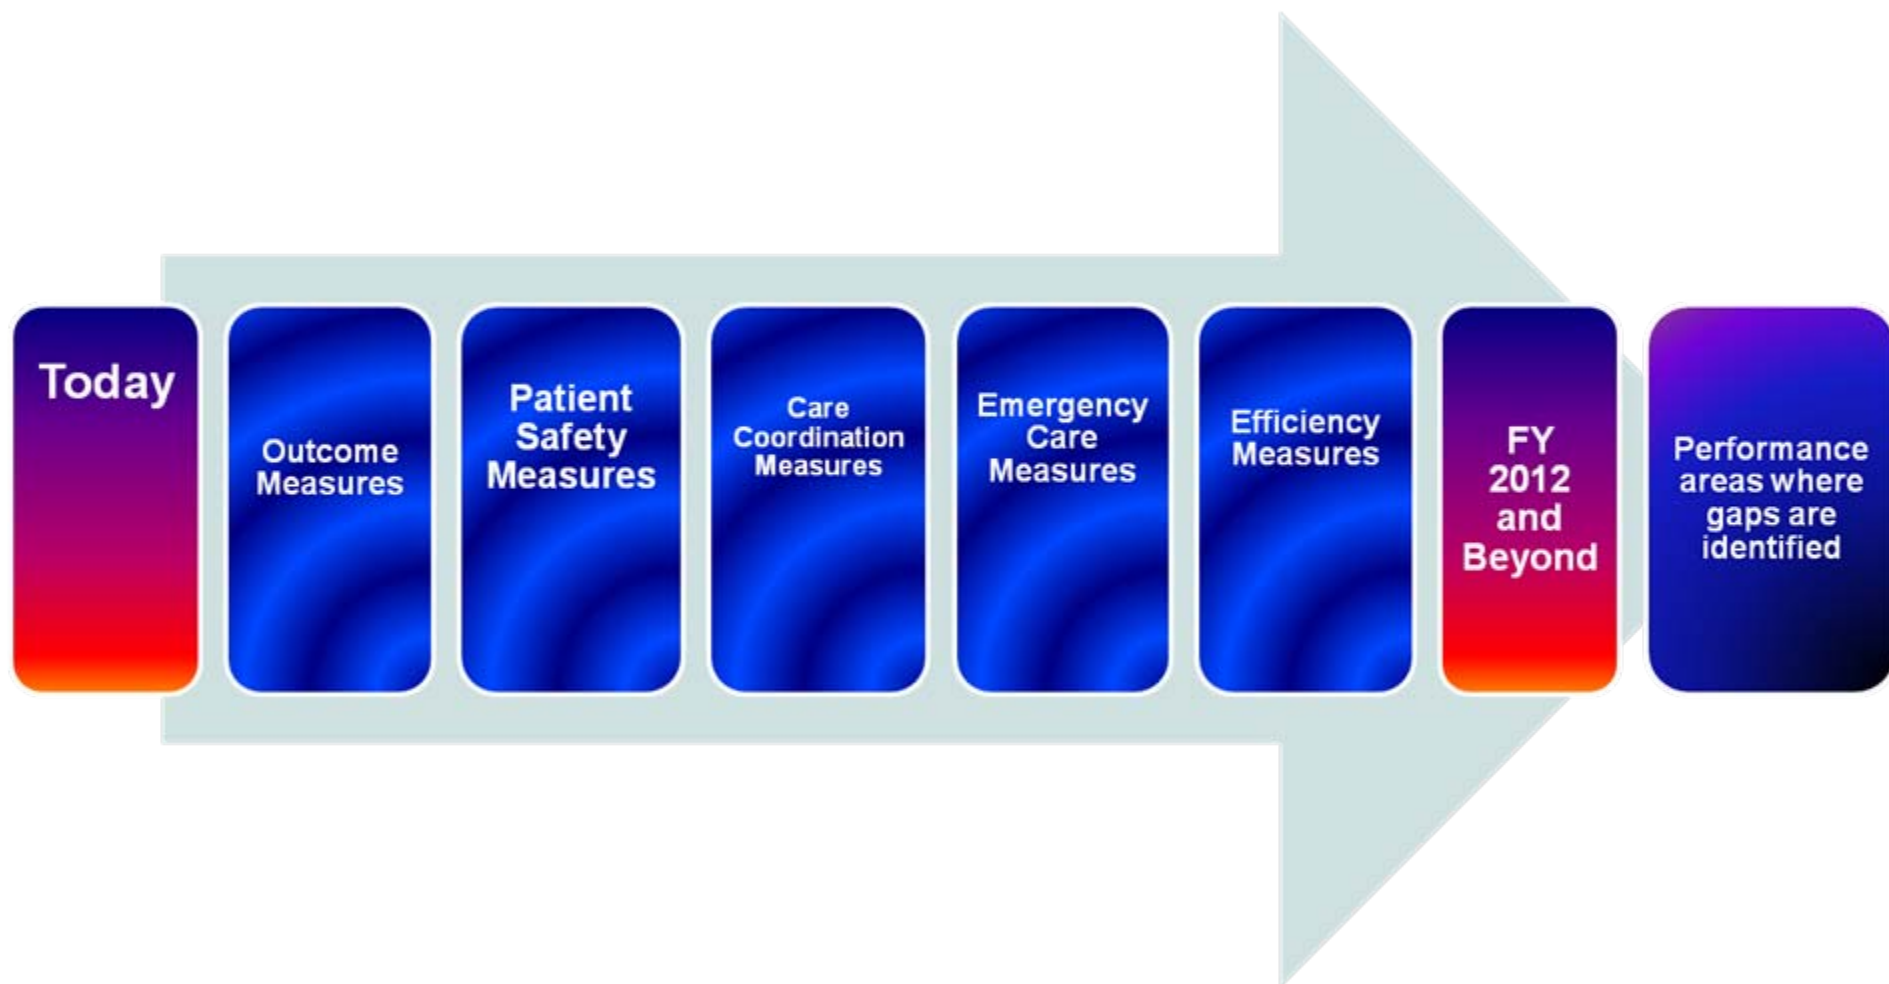 Today
Outcome
Measures
Patient
Safety
Measures
Care
Coordination
Measures
Emergency
Care
Measures
Efficiency
Measures
FY
2012
and
Beyond
Performance
areas where
gaps are
identified